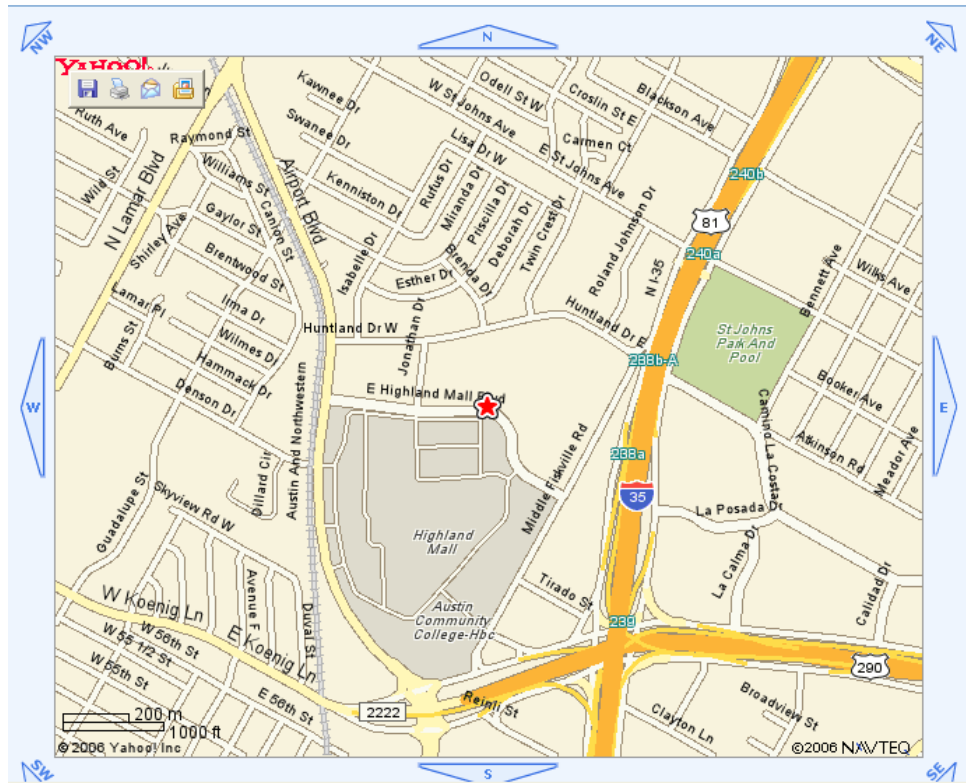 NW
N
NE
YAHOO!
Kawnee Dr
Odell St W
W St Johns Ave
Croslin St E
Blackson Ave
Ruth Ave
Raymond St
Swanee Dr
Lisa Dr W
Carmen Ct
E St Johns Ave
240b
Wild St
N Lamar Blvd
Williams St
Airport Blvd
Canion St
Kenniston Dr
Rufus Dr
Miranda Dr
Priscilla Dr
Deborah Dr
Twin Crest Dr
Roland Johnson Dr
81
Shirley Ave
Gaylor St
Isabelle Dr
N I-35
240a
Bennett Ave
Wilks Ave
Brentwood St
Esther Dr
Brenda Dr
Lamar Pl
Burns St
Irma Dr
Huntland Dr W
Jonathan Dr
Huntland Dr E
St Johns
Park And
Pool
Wilmes Dr
238b-A
Hammack Dr
Booker Ave
W
Denson Dr
E Highland Mall Blvd
E
Camino La Costa
Atkinson Rd
Meador Ave
Austin And Northwestern
238a
Guadalupe St
Dillard Cir
Middle Fiskville Rd
35
Skyview Rd W
La Posada Dr
Highland
Mall
La Calma Dr
Calidad Dr
Tirado St
W Koenig Ln
Avenue F
Duval St
Austin
Community
College-Hbc
239
W 56th St
E Koenig Ln
W 55 1/2 St
W 55th St
290
E 56th St
Reinli St
2222
Broadview St
Clayton Ln
200 m
1000 ft
©2006 Yahoo! Inc
©2006 NAVTEQ
SW
S
SE